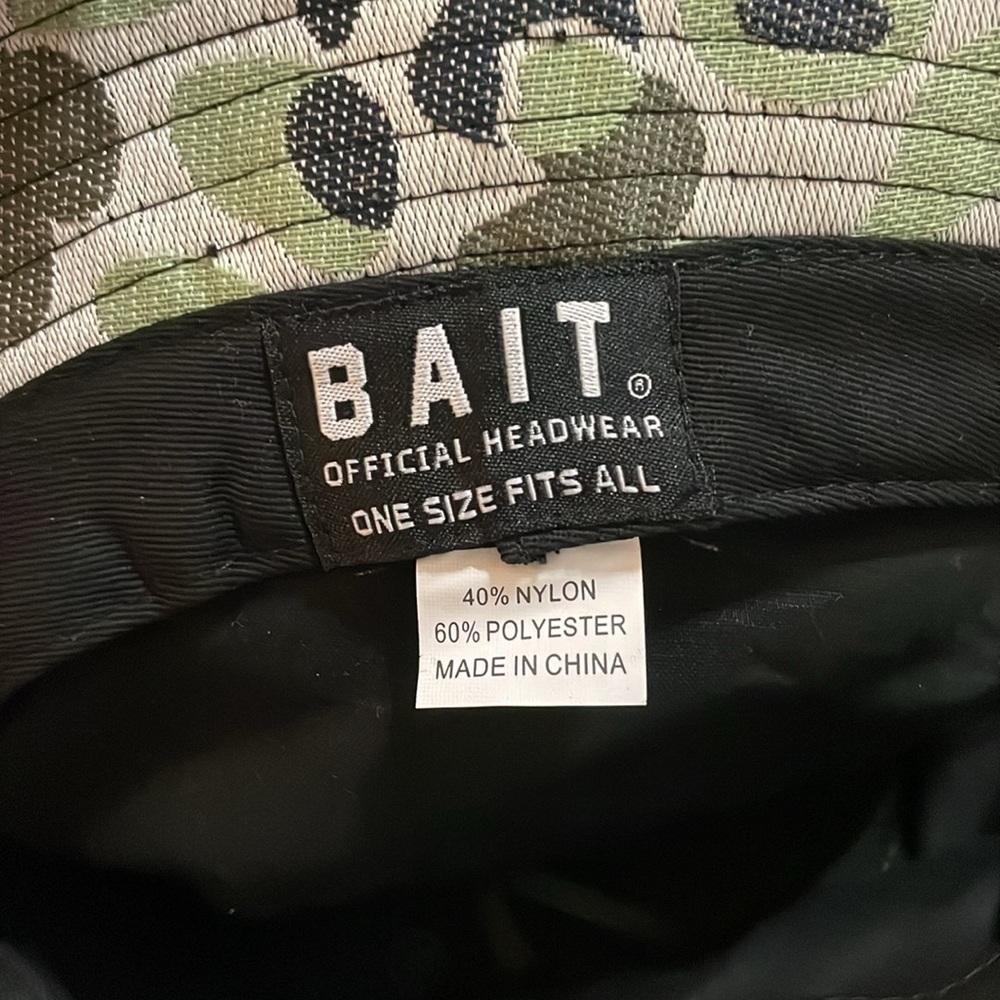 BAIT®
OFFICIAL HEADWEAR
ONE SIZE FITS ALL
40% NYLON
60% POLYESTER
MADE IN CHINA